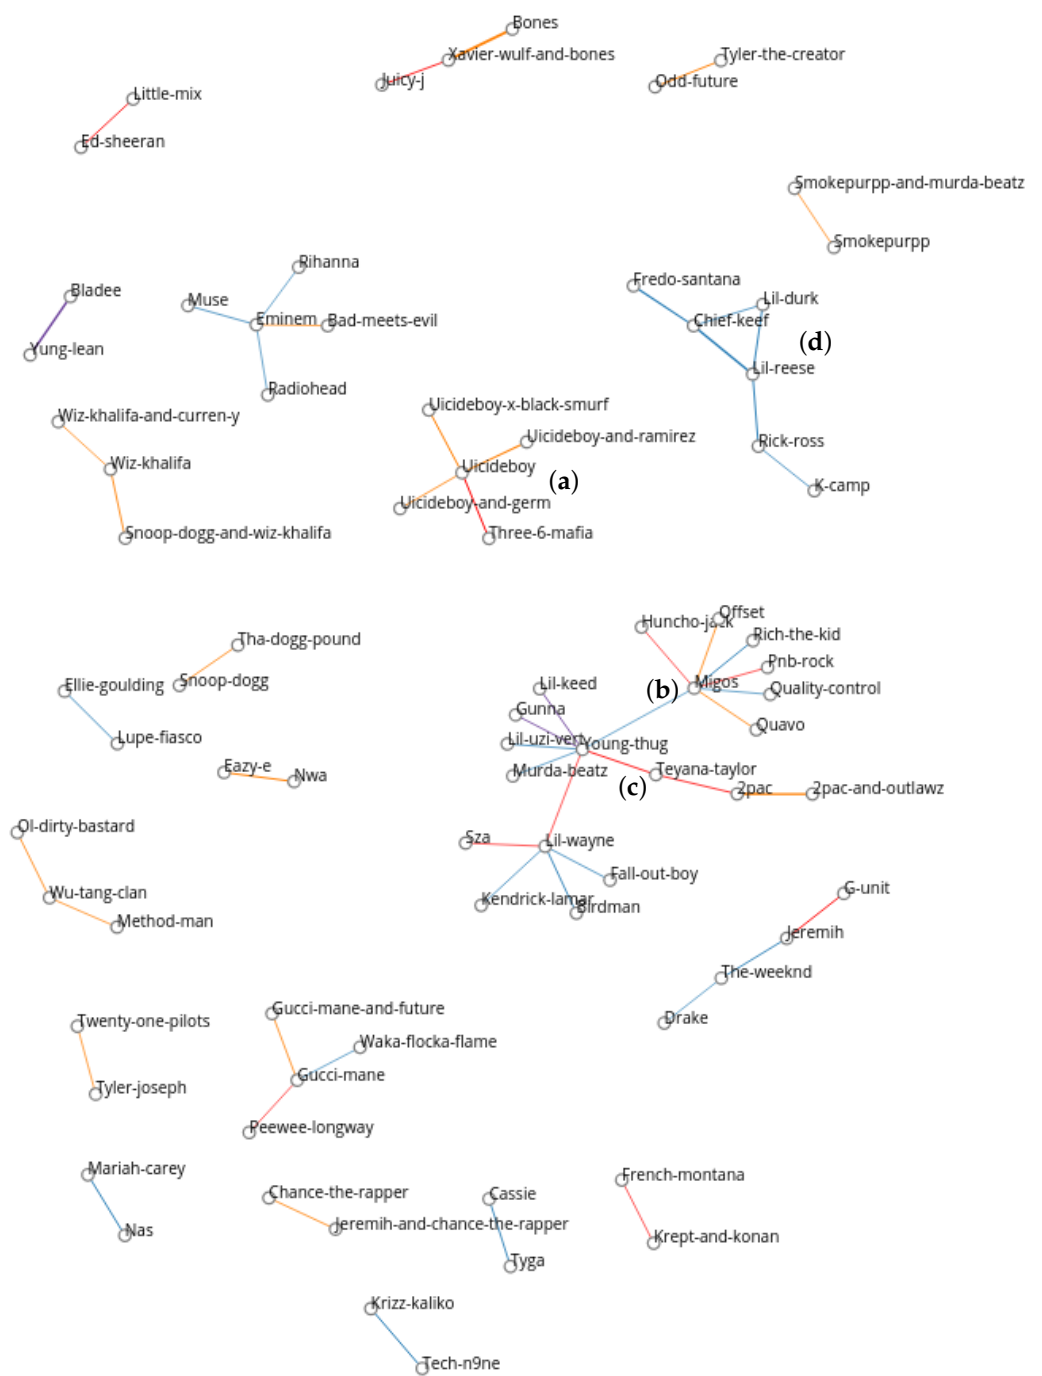 Bones
Xavier-wulf-and-bones
Juicy-j
Tyler-the-creator
Odd-future
Little-mix
Ed-sheeran
Smokepurpp-and-murda-beatz
Smokepurpp
Rihanna
Bladee
Muse
Eminem
Bad-meets-evil
Yung-lean
Radiohead
Fredo-santana
Lil-durk
Chief-keef
(d)
Lil-reese
Rick-ross
K-camp
Wiz-khalifa-and-curren-y
Wiz-khalifa
Snoop-dogg-and-wiz-khalifa
Uicideboy-x-black-smurf
Uicideboy-and-ramirez
Uicideboy
(a)
Uicideboy-and-germ
Three-6-mafia
Tha-dogg-pound
Snoop-dogg
Ellie-goulding
Lupe-fiasco
Eazy-e
Nwa
Huncho-jack
Offset
Rich-the-kid
Pnb-rock
Migos
(b)
Quality-control
Quavo
Lil-keed
Gunna
Lil-uzi-vert
Young-thug
Murda-beatz
(c)
Teyana-taylor
2pac
2pac-and-outlawz
Sza
Lil-wayne
Fall-out-boy
Kendrick-lamar
Birdman
Ol-dirty-bastard
Wu-tang-clan
Method-man
G-unit
Jeremih
The-weeknd
Drake
Twenty-one-pilots
Tyler-joseph
Gucci-mane-and-future
Waka-flocka-flame
Gucci-mane
Peewee-longway
Mariah-carey
Nas
Chance-the-rapper
Jeremih-and-chance-the-rapper
Cassie
Tyga
French-montana
Krept-and-konan
Krizz-kaliko
Tech-n9ne